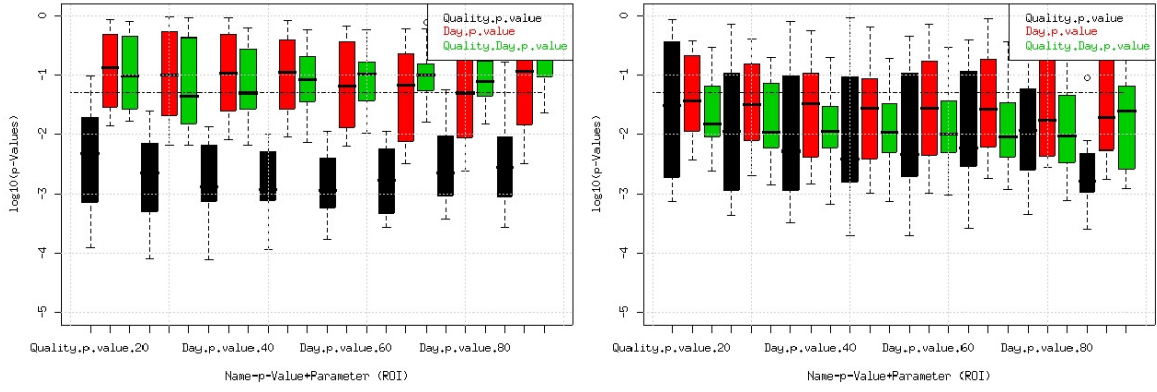 Quality.p.value
Day.p.value
Quality.Day.p.value
0
-1
-2
-3
-4
-5
log10(p-Values)
Quality.p.value.20 Day.p.value.40 Day.p.value.60 Day.p.value.80
Name-p-Value+Parameter (ROI)
Quality.p.value
Day.p.value
Quality.Day.p.value
0
-1
-2
-3
-4
-5
log10(p-Values)
Quality.p.value.20 Day.p.value.40 Day.p.value.60 Day.p.value.80
Name-p-Value+Parameter (ROI)